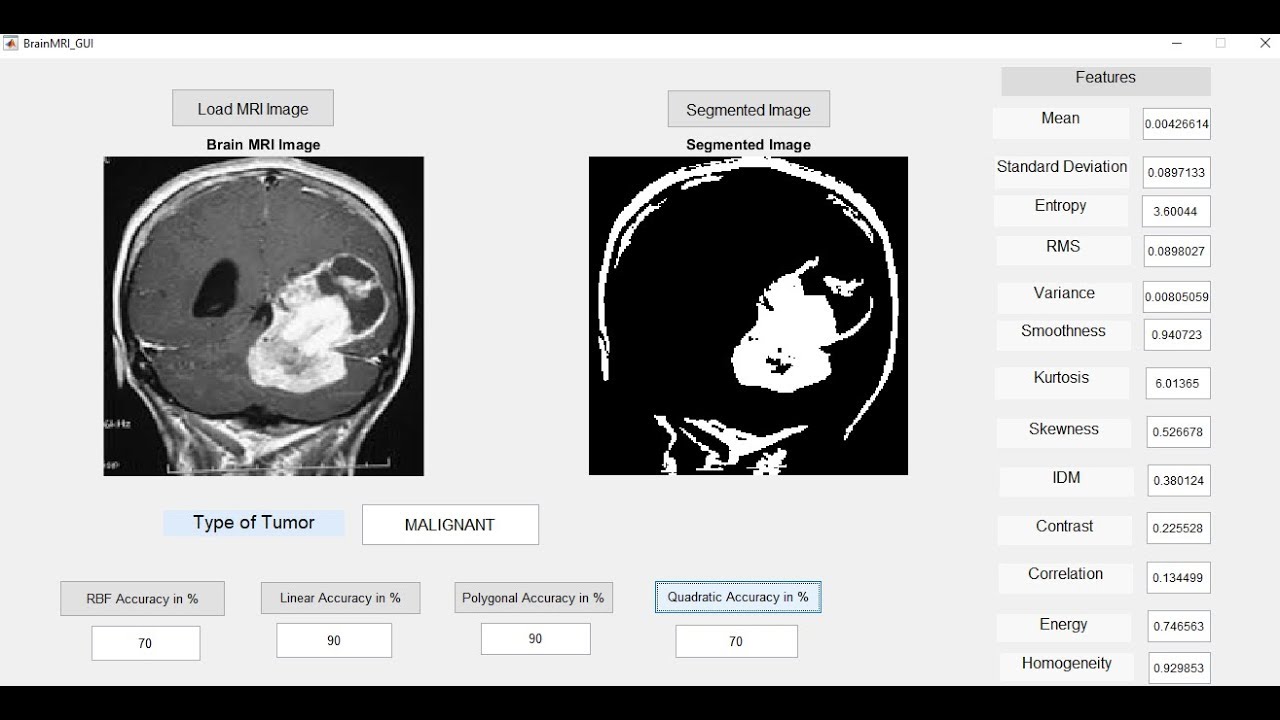 BrainMRI_GUI
Load MRI Image
Segmented Image
Brain MRI Image
Segmented Image
Type of Tumor
MALIGNANT
RBF Accuracy in %
Linear Accuracy in %
Polygonal Accuracy in %
Quadratic Accuracy in %
70
90
90
70
Features
Mean 0.00426614
Standard Deviation 0.0897133
Entropy 3.60044
RMS 0.0898027
Variance 0.00805059
Smoothness 0.940723
Kurtosis 6.01365
Skewness 0.526678
IDM 0.380124
Contrast 0.225528
Correlation 0.134499
Energy 0.746563
Homogeneity 0.929853